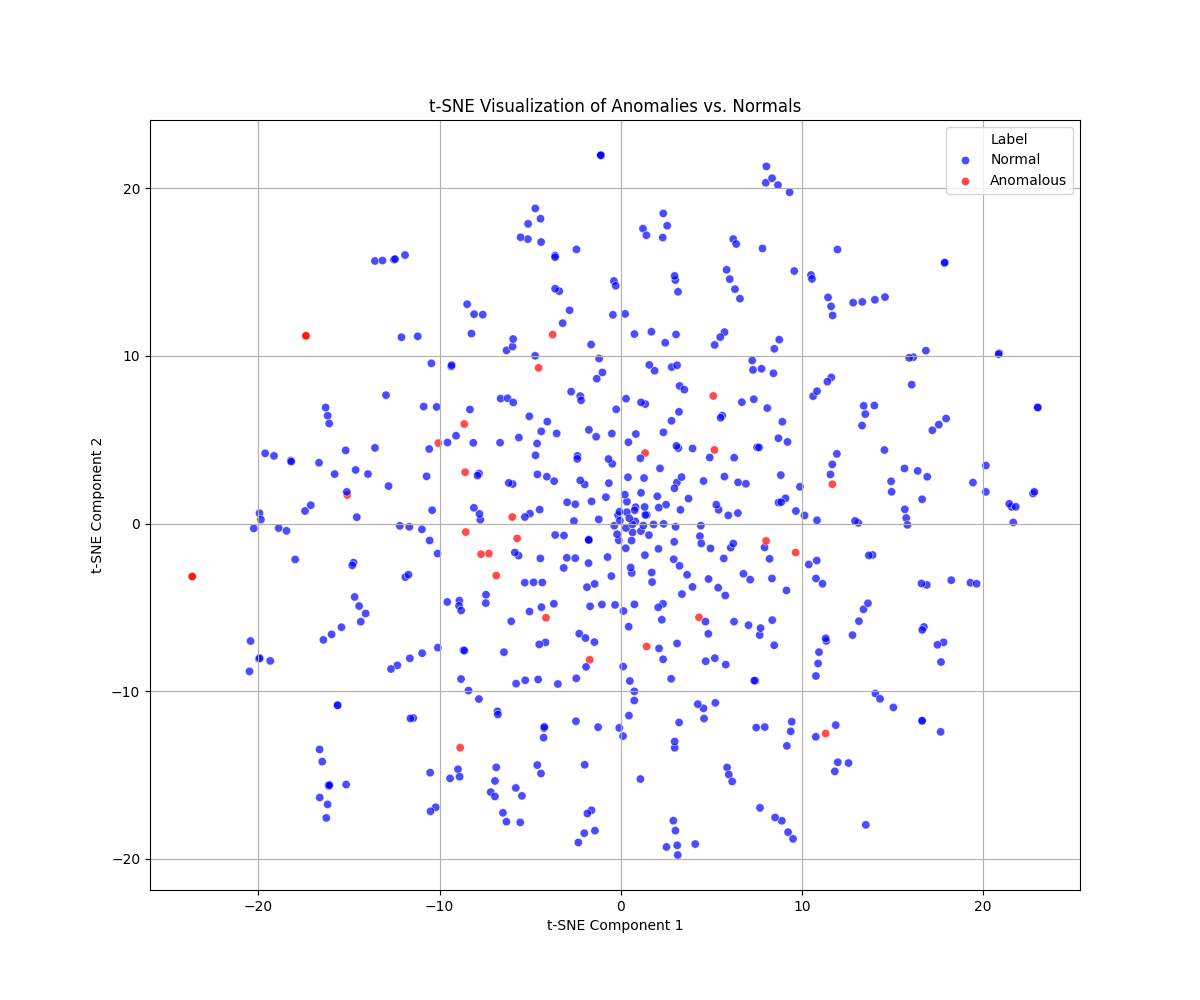 t-SNE Visualization of Anomalies vs. Normals
Label
Normal
Anomalous
20
10
0
−10
−20
t-SNE Component 2
−20
−10
0
10
20
t-SNE Component 1